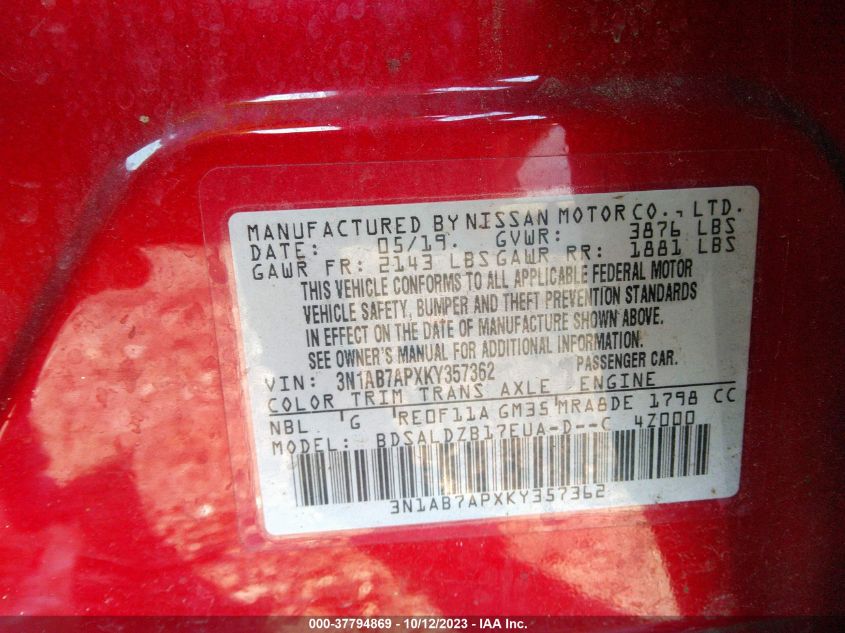 MANUFACTURED BY NISSAN MOTOR CO., LTD.
DATE: 05/19. GVWR: 3876 LBS
GAWR FR: 2143 LBS GAWR RR: 1881 LBS
THIS VEHICLE CONFORMS TO ALL APPLICABLE FEDERAL MOTOR
VEHICLE SAFETY, BUMPER AND THEFT PREVENTION STANDARDS
IN EFFECT ON THE DATE OF MANUFACTURE SHOWN ABOVE.
SEE OWNER'S MANUAL FOR ADDITIONAL INFORMATION.
VIN: 3N1AB7APXKY357362 PASSENGER CAR.
COLOR TRIM TRANS AXLE ENGINE
NBL G RE0F11A GM35 MRA8DE 1798 CC
MODEL: BDSALDZB17EUA-D--C 4Z000
3N1AB7APXKY357362
000-37794869 - 10/12/2023 - IAA Inc.